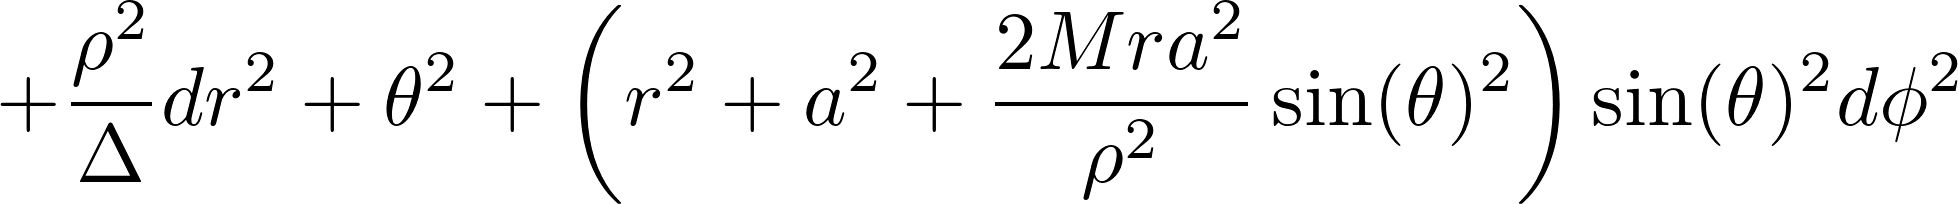 +\frac{\rho^2}{\Delta}dr^2 + \theta^2 + \left(r^2 + a^2 + \frac{2Mra^2}{\rho^2}\sin(\theta)^2\right)\sin(\theta)^2d\phi^2